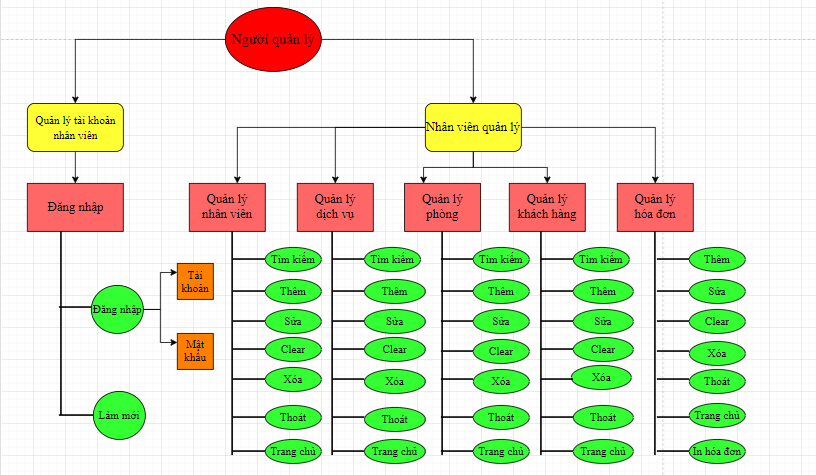 Người quản lý
Quản lý tài khoản
nhân viên
Nhân viên quản lý
Đăng nhập
Quản lý
nhân viên
Quản lý
dịch vụ
Quản lý
phòng
Quản lý
khách hàng
Quản lý
hóa đơn
Đăng nhập
Tài
khoản
Mật
khẩu
Làm mới
Tìm kiếm
Thêm
Sửa
Clear
Xóa
Thoát
Trang chủ
Tìm kiếm
Thêm
Sửa
Clear
Xóa
Thoát
Trang chủ
Tìm kiếm
Thêm
Sửa
Clear
Xóa
Thoát
Trang chủ
Tìm kiếm
Thêm
Sửa
Clear
Xóa
Thoát
Trang chủ
Thêm
Sửa
Clear
Xóa
Thoát
Trang chủ
In hóa đơn